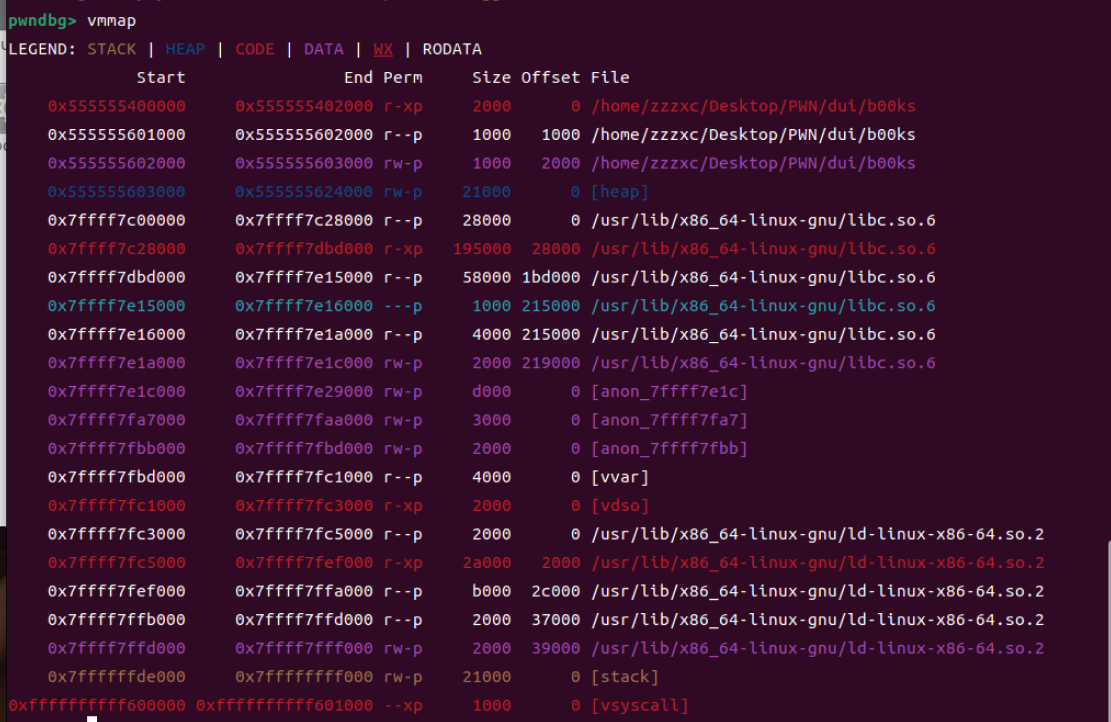 pwndbg> vmmap
LEGEND: STACK | HEAP | CODE | DATA | WX | RODATA
Start End Perm Size Offset File
0x555555400000 0x555555402000 r-xp 2000 0 /home/zzzxc/Desktop/PWN/dui/b00ks
0x555555601000 0x555555602000 r--p 1000 1000 /home/zzzxc/Desktop/PWN/dui/b00ks
0x555555602000 0x555555603000 rw-p 1000 2000 /home/zzzxc/Desktop/PWN/dui/b00ks
0x555555603000 0x555555624000 rw-p 21000 0 [heap]
0x7ffff7c00000 0x7ffff7c28000 r--p 28000 0 /usr/lib/x86_64-linux-gnu/libc.so.6
0x7ffff7c28000 0x7ffff7dbd000 r-xp 195000 28000 /usr/lib/x86_64-linux-gnu/libc.so.6
0x7ffff7dbd000 0x7ffff7e15000 r--p 58000 1bd000 /usr/lib/x86_64-linux-gnu/libc.so.6
0x7ffff7e15000 0x7ffff7e16000 ---p 1000 215000 /usr/lib/x86_64-linux-gnu/libc.so.6
0x7ffff7e16000 0x7ffff7e1a000 r--p 4000 215000 /usr/lib/x86_64-linux-gnu/libc.so.6
0x7ffff7e1a000 0x7ffff7e1c000 rw-p 2000 219000 /usr/lib/x86_64-linux-gnu/libc.so.6
0x7ffff7e1c000 0x7ffff7e29000 rw-p d000 0 [anon_7ffff7e1c]
0x7ffff7fa7000 0x7ffff7faa000 rw-p 3000 0 [anon_7ffff7fa7]
0x7ffff7fbb000 0x7ffff7fbd000 rw-p 2000 0 [anon_7ffff7fbb]
0x7ffff7fbd000 0x7ffff7fc1000 r--p 4000 0 [vvar]
0x7ffff7fc1000 0x7ffff7fc3000 r-xp 2000 0 [vdso]
0x7ffff7fc3000 0x7ffff7fc5000 r--p 2000 0 /usr/lib/x86_64-linux-gnu/ld-linux-x86-64.so.2
0x7ffff7fc5000 0x7ffff7fef000 r-xp 2a000 2000 /usr/lib/x86_64-linux-gnu/ld-linux-x86-64.so.2
0x7ffff7fef000 0x7ffff7ffa000 r--p b000 2c000 /usr/lib/x86_64-linux-gnu/ld-linux-x86-64.so.2
0x7ffff7ffb000 0x7ffff7ffd000 r--p 2000 37000 /usr/lib/x86_64-linux-gnu/ld-linux-x86-64.so.2
0x7ffff7ffd000 0x7ffff7fff000 rw-p 2000 39000 /usr/lib/x86_64-linux-gnu/ld-linux-x86-64.so.2
0x7ffffffde000 0x7ffffffff000 rw-p 21000 0 [stack]
0xffffffffff600000 0xffffffffff601000 --xp 1000 0 [vsyscall]